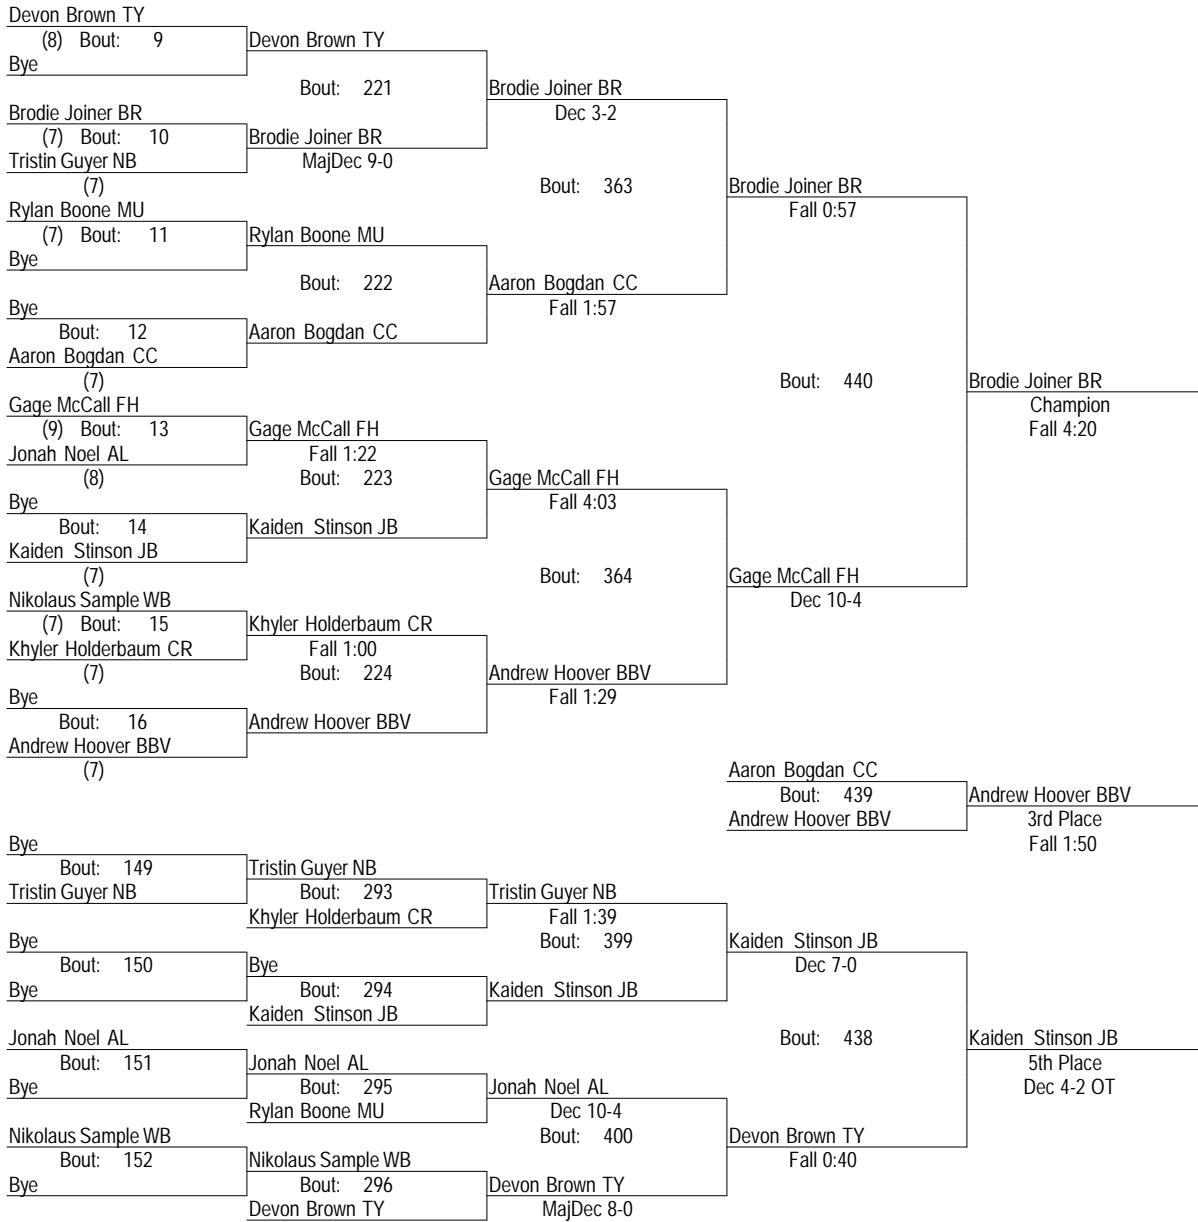 Devon Brown TY
(8) Bout: 9
Devon Brown TY
Bye
Bout: 221
Brodie Joiner BR
Brodie Joiner BR
Dec 3-2
(7) Bout: 10
Brodie Joiner BR
Tristin Guyer NB
MajDec 9-0
(7)
Bout: 363
Brodie Joiner BR
Rylan Boone MU
Fall 0:57
(7) Bout: 11
Rylan Boone MU
Bye
Bout: 222
Aaron Bogdan CC
Bye
Fall 1:57
Bout: 12
Aaron Bogdan CC
Aaron Bogdan CC
(7)
Bout: 440
Brodie Joiner BR
Gage McCall FH
Champion
(9) Bout: 13
Gage McCall FH
Fall 4:20
Jonah Noel AL
Fall 1:22
(8)
Bout: 223
Gage McCall FH
Bye
Fall 4:03
Bout: 14
Kaiden Stinson JB
Kaiden Stinson JB
(7)
Bout: 364
Gage McCall FH
Nikolaus Sample WB
Dec 10-4
(7) Bout: 15
Khyler Holderbaum CR
Khyler Holderbaum CR
Fall 1:00
(7)
Bout: 224
Andrew Hoover BBV
Bye
Fall 1:29
Bout: 16
Andrew Hoover BBV
Andrew Hoover BBV
(7)
Aaron Bogdan CC
Bout: 439
Andrew Hoover BBV
Andrew Hoover BBV
3rd Place
Fall 1:50
Bye
Bout: 149
Tristin Guyer NB
Tristin Guyer NB
Bout: 293
Tristin Guyer NB
Khyler Holderbaum CR
Fall 1:39
Bye
Bout: 399
Kaiden Stinson JB
Bout: 150
Bye
Dec 7-0
Bye
Bout: 294
Kaiden Stinson JB
Kaiden Stinson JB
Jonah Noel AL
Bout: 438
Kaiden Stinson JB
Bout: 151
Jonah Noel AL
5th Place
Bye
Bout: 295
Jonah Noel AL
Dec 4-2 OT
Rylan Boone MU
Dec 10-4
Nikolaus Sample WB
Bout: 400
Devon Brown TY
Bout: 152
Nikolaus Sample WB
Fall 0:40
Bye
Bout: 296
Devon Brown TY
Devon Brown TY
MajDec 8-0